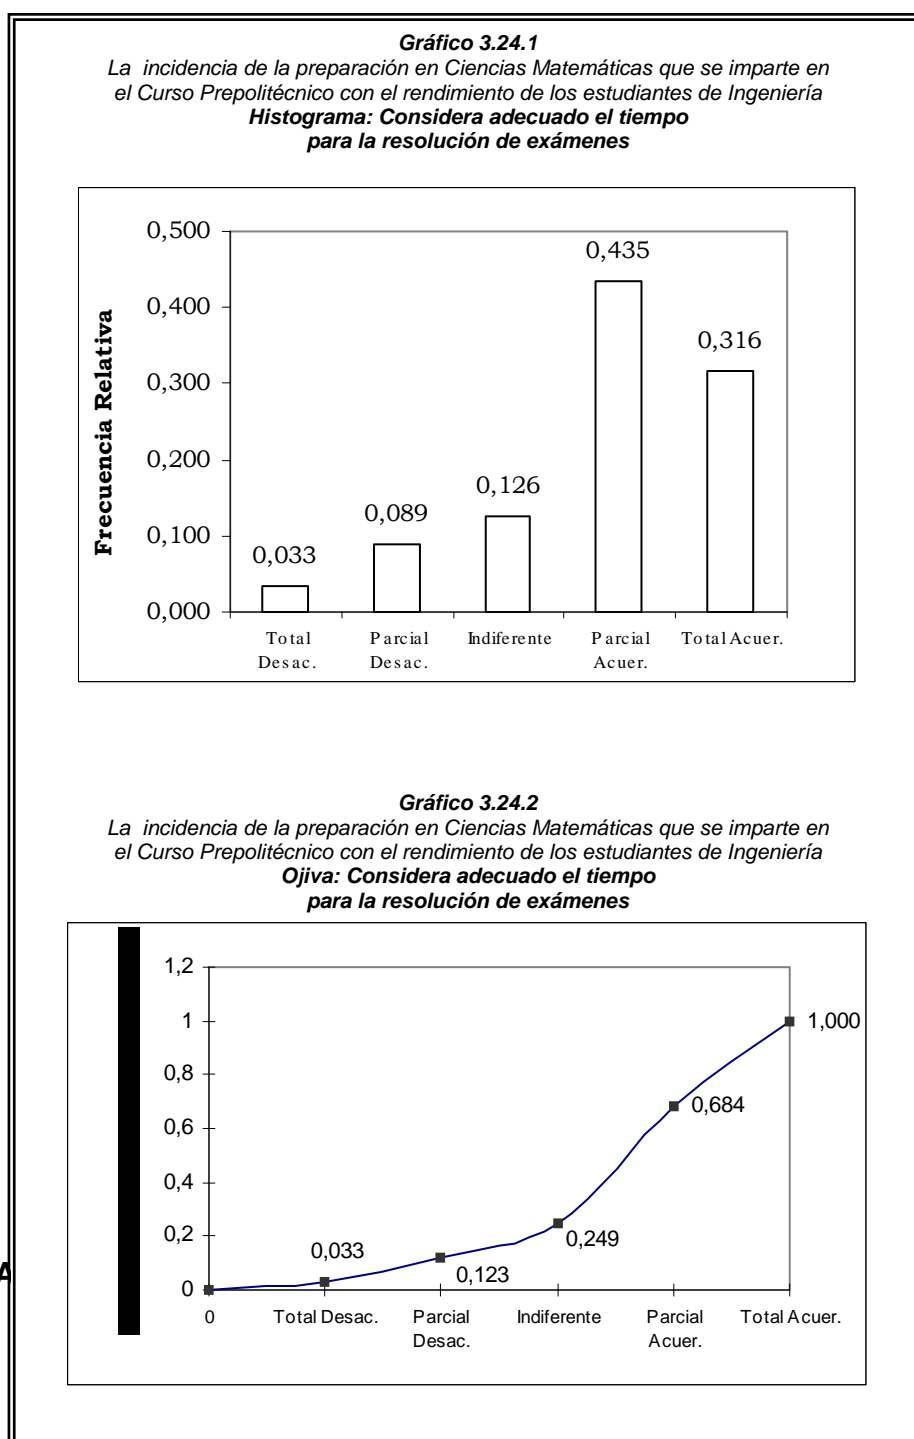 Gráfico 3.24.1
La incidencia de la preparación en Ciencias Matemáticas que se imparte en
el Curso Prepolitécnico con el rendimiento de los estudiantes de Ingeniería
Histograma: Considera adecuado el tiempo
para la resolución de exámenes
Frecuencia Relativa
0,500
0,400
0,300
0,200
0,100
0,000
0,033
0,089
0,126
0,435
0,316
Total
Desac.
Parcial
Desac.
Indiferente
Parcial
Acuer.
Total Acuer.
Gráfico 3.24.2
La incidencia de la preparación en Ciencias Matemáticas que se imparte en
el Curso Prepolitécnico con el rendimiento de los estudiantes de Ingeniería
Ojiva: Considera adecuado el tiempo
para la resolución de exámenes
1,2
1
0,8
0,6
0,4
0,2
0
0,033
0,123
0,249
0,684
1,000
0
Total Desac.
Parcial
Desac.
Indiferente
Parcial
Acuer.
Total Acuer.
A